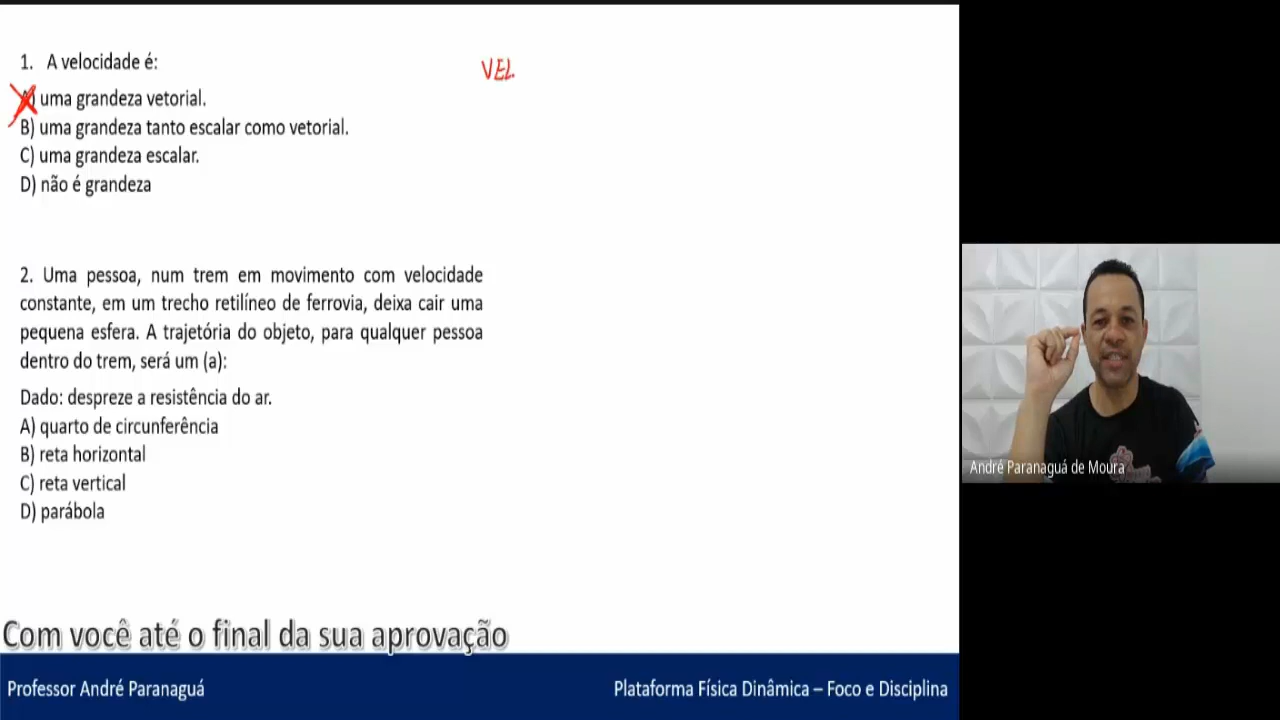 1. A velocidade é:
VEL
A) uma grandeza vetorial.
B) uma grandeza tanto escalar como vetorial.
C) uma grandeza escalar.
D) não é grandeza
2. Uma pessoa, num trem em movimento com velocidade
constante, em um trecho retilíneo de ferrovia, deixa cair uma
pequena esfera. A trajetória do objeto, para qualquer pessoa
dentro do trem, será um (a):
Dado: despreze a resistência do ar.
A) quarto de circunferência
B) reta horizontal
C) reta vertical
D) parábola
André Paranaguá de Moura
Com você até o final da sua aprovação
Professor André Paranaguá
Plataforma Física Dinâmica – Foco e Disciplina